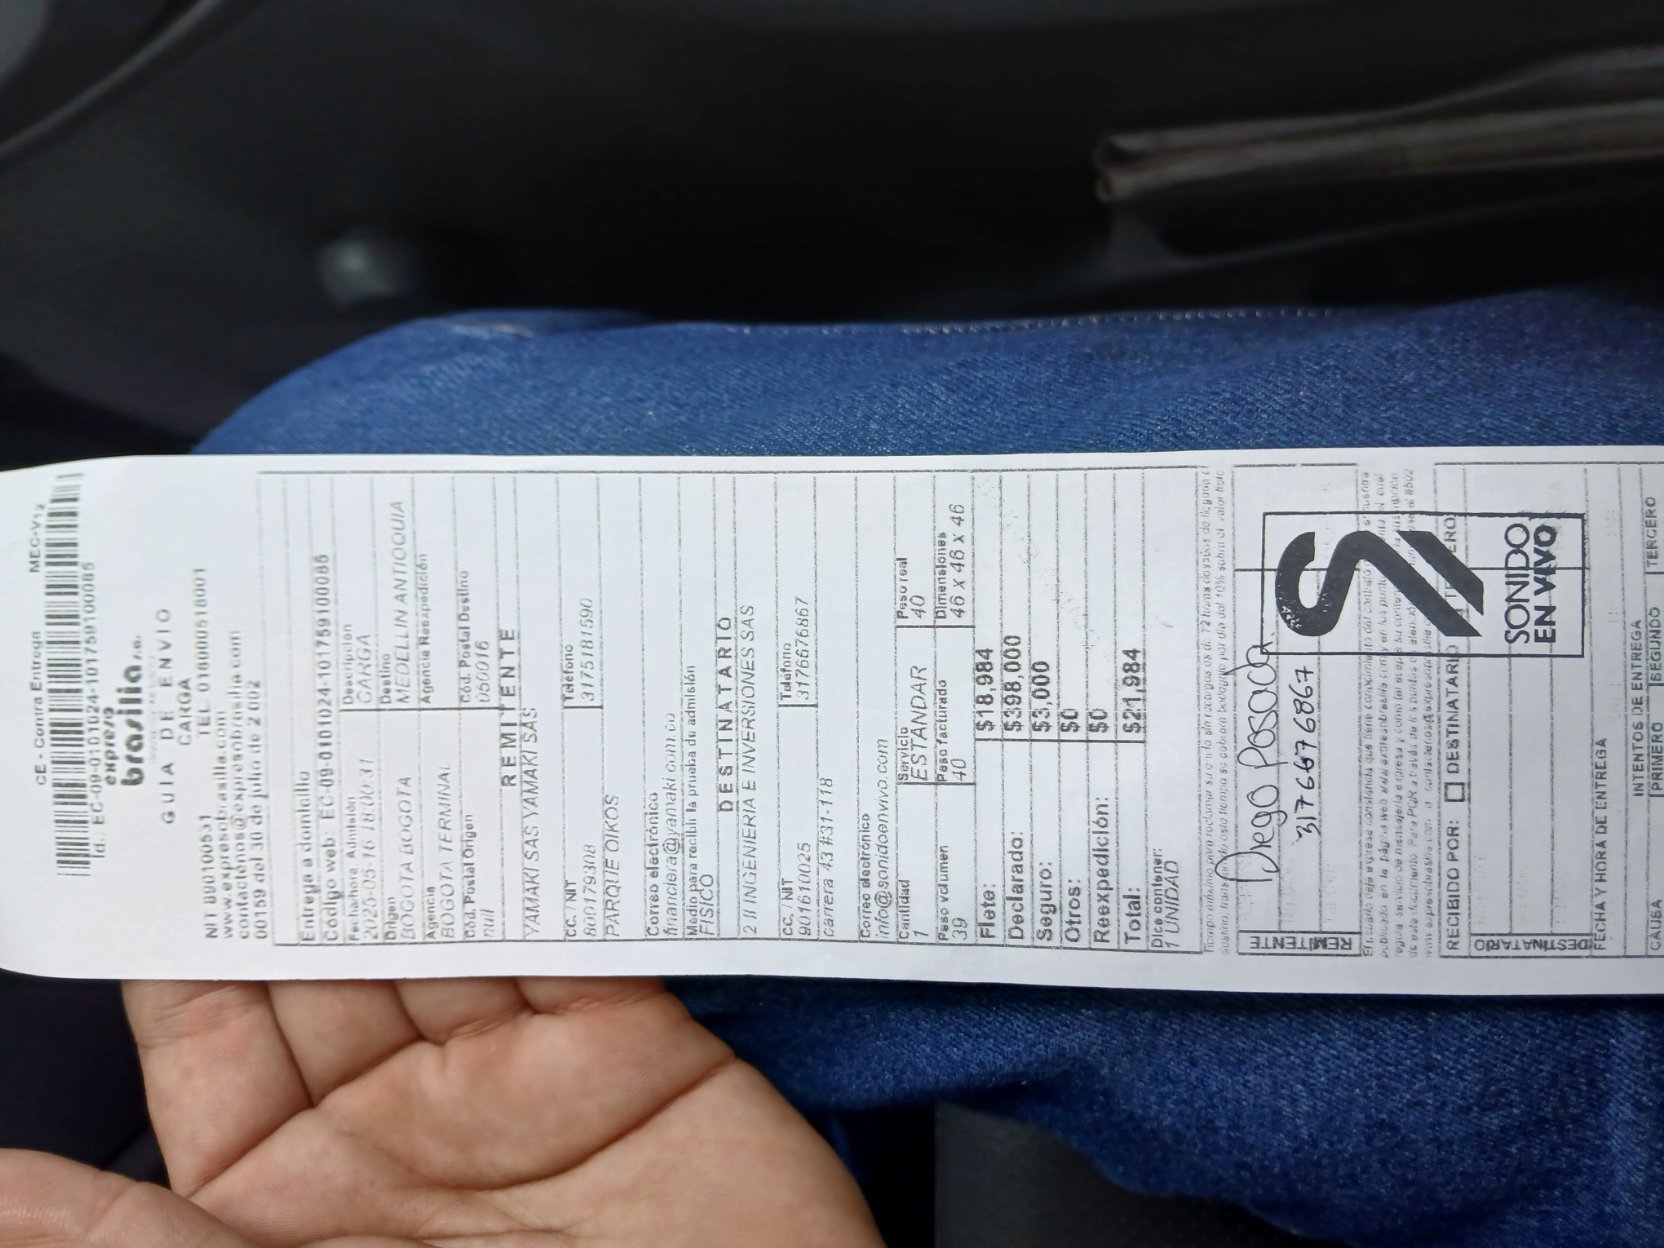 CE - Contra Entrega MEC-V12
Id.: EC-09-01-01024-101759100085
expreso
brasilia s.a.
GUIA DE ENVIO
CARGA
NIT 890100531 TEL 018000518001
www.expresobrasilia.com
contactenos@expresobrasilia.com
00159 del 30 de julio de 2002
Entrega a domicilio
Código web: EC-09-0101024-101759100085
Fecha/hora Admisión Descripción
2025-05-16 18:00:31 CARGA
Origen Destino
BOGOTA BOGOTA MEDELLIN ANTIOQUIA
Agencia Agencia Reexpedición
BOGOTA TERMINAL
Cód. Postal Origen Cód. Postal Destino
null 050016
REMITENTE
YAMAKI SAS YAMAKI SAS
CC. / NIT Teléfono
800179308 3175181590
PARQUE OIKOS
Correo electrónico
financiera@yamaki.com.co
Medio para recibir la prueba de admisión
FISICO
DESTINATARIO
2 II INGENIERIA E INVERSIONES SAS
CC. / NIT Teléfono
901610025 3176676867
carrera 43 #31-118
Correo electrónico
info@sonidoenvivo.com
Cantidad Servicio Peso real
1 ESTANDAR 40
Peso volumen Peso facturado Dimensiones
39 40 46 x 46 x 46
Flete: $18,984
Declarado: $398,000
Seguro: $3,000
Otros: $0
Reexpedición: $0
Total: $21,984
Dice contener:
1 UNIDAD
REMITENTE
Diego Posada
3176676867
SONIDO
EN VIVO
RECIBIDO POR: DESTINATARIO
DESTINATARIO
FECHA Y HORA DE ENTREGA
INTENTOS DE ENTREGA
CAUSA PRIMERO SEGUNDO TERCERO